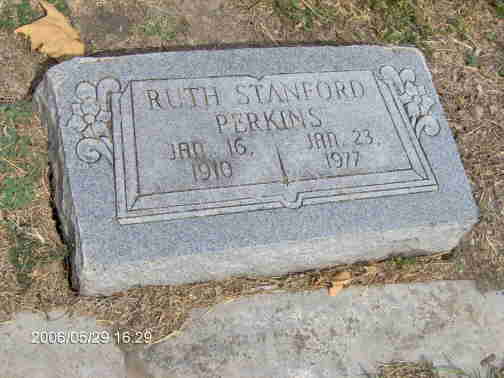 RUTH STANFORD
PERKINS
JAN. 16, JAN. 23,
1910 1977
2006/05/29 16:29